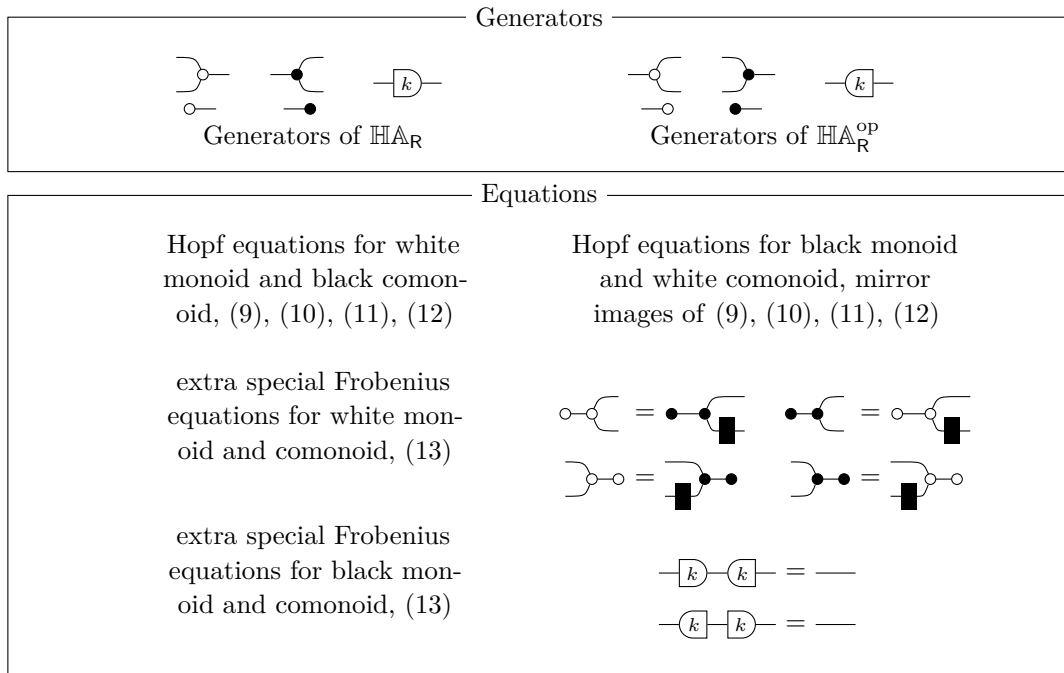 Generators
k
k
Generators of ℍ𝔸_R
Generators of ℍ𝔸_R^op
Equations
Hopf equations for white
monoid and black comon-
oid, (9), (10), (11), (12)
Hopf equations for black monoid
and white comonoid, mirror
images of (9), (10), (11), (12)
extra special Frobenius
equations for white mon-
oid and comonoid, (13)
= =
= =
extra special Frobenius
equations for black mon-
oid and comonoid, (13)
k k =
k k =